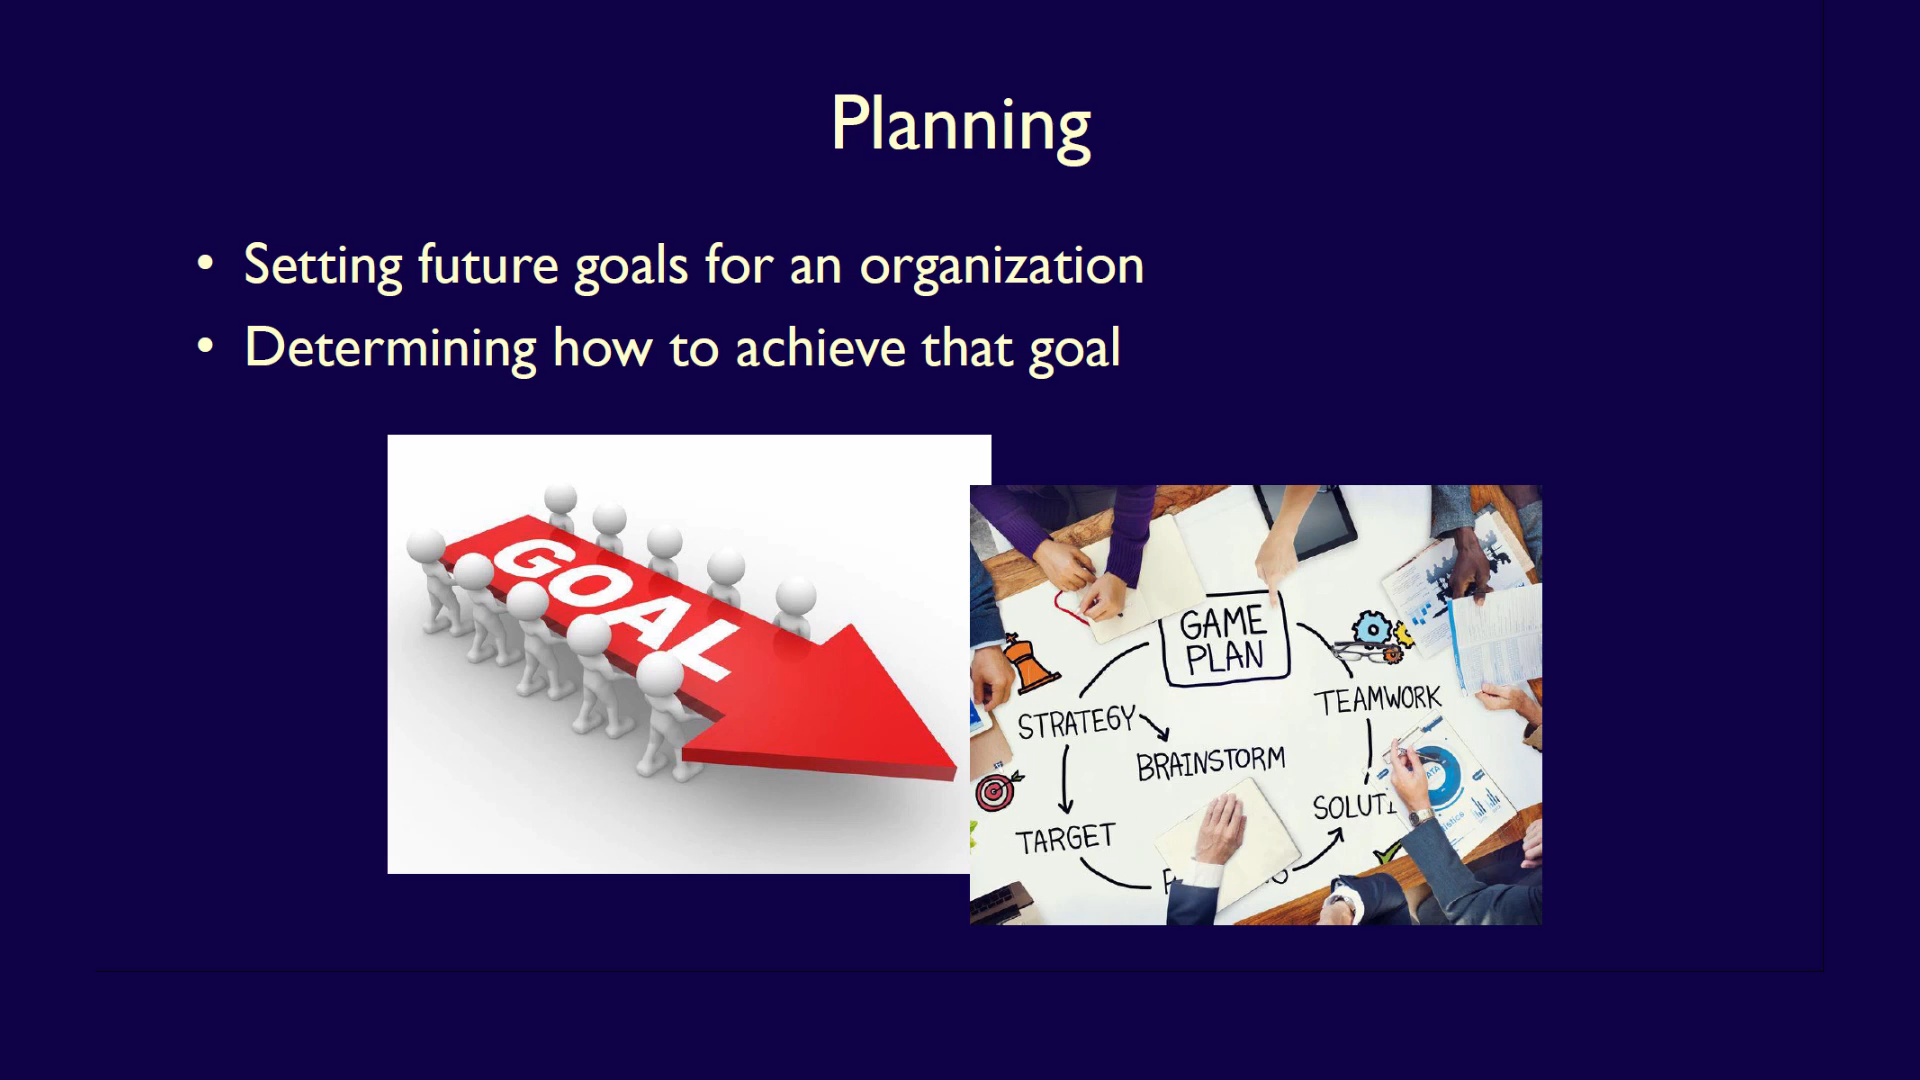 Planning
• Setting future goals for an organization
• Determining how to achieve that goal
GOAL
GAME
PLAN
TEAMWORK
STRATEGY
BRAINSTORM
TARGET